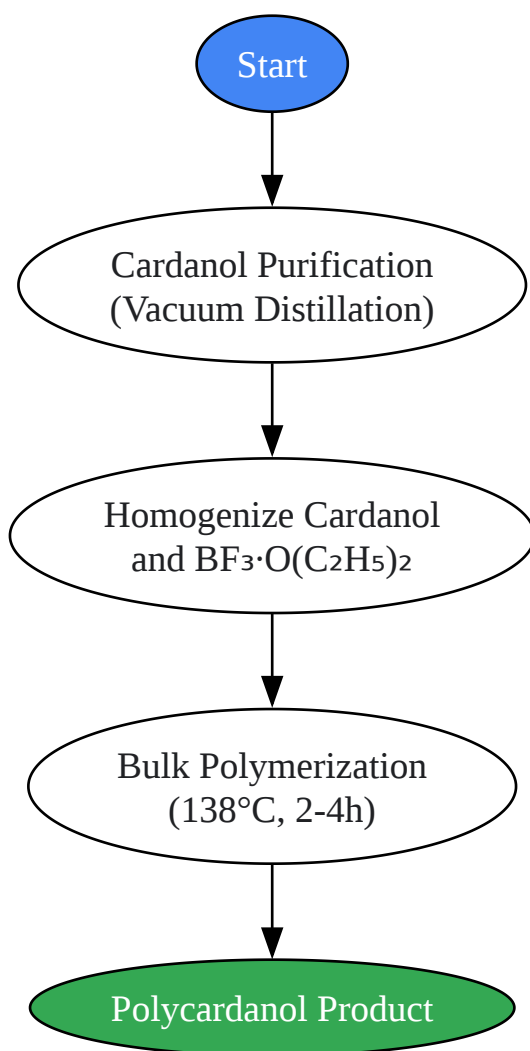 Start
Cardanol Purification
(Vacuum Distillation)
Homogenize Cardanol
and BF₃·O(C₂H₅)₂
Bulk Polymerization
(138°C, 2-4h)
Polycardanol Product